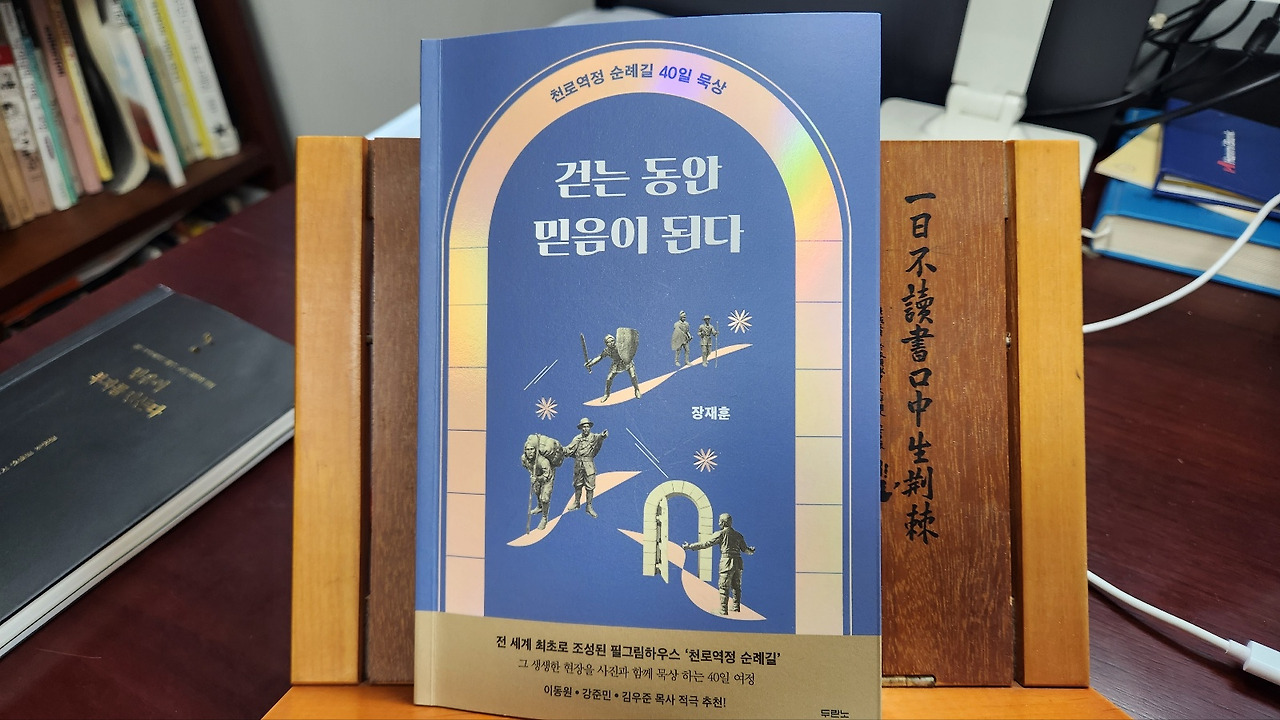 천로역정 순례길 40일 묵상
걷는 동안
믿음이 된다
장재훈
전 세계 최초로 조성된 필그림하우스 ‘천로역정 순례길’
그 생생한 현장을 사진과 함께 묵상 하는 40일 여정
이동원 • 강준민 • 김우준 목사 적극 추천!
두란노
一日不讀書口中生荊棘